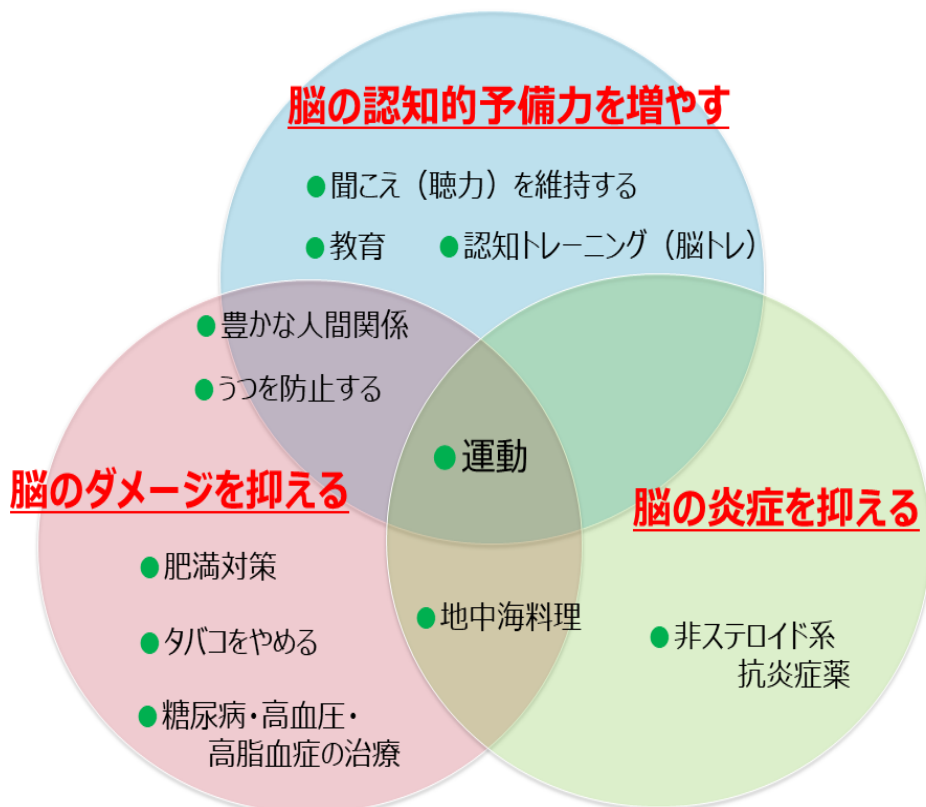 脳の認知的予備力を増やす
●聞こえ（聴力）を維持する
●教育 ●認知トレーニング（脳トレ）
●豊かな人間関係
●うつを防止する
●運動
脳のダメージを抑える
脳の炎症を抑える
●肥満対策
●地中海料理
●タバコをやめる
●非ステロイド系
抗炎症薬
●糖尿病・高血圧・
高脂血症の治療